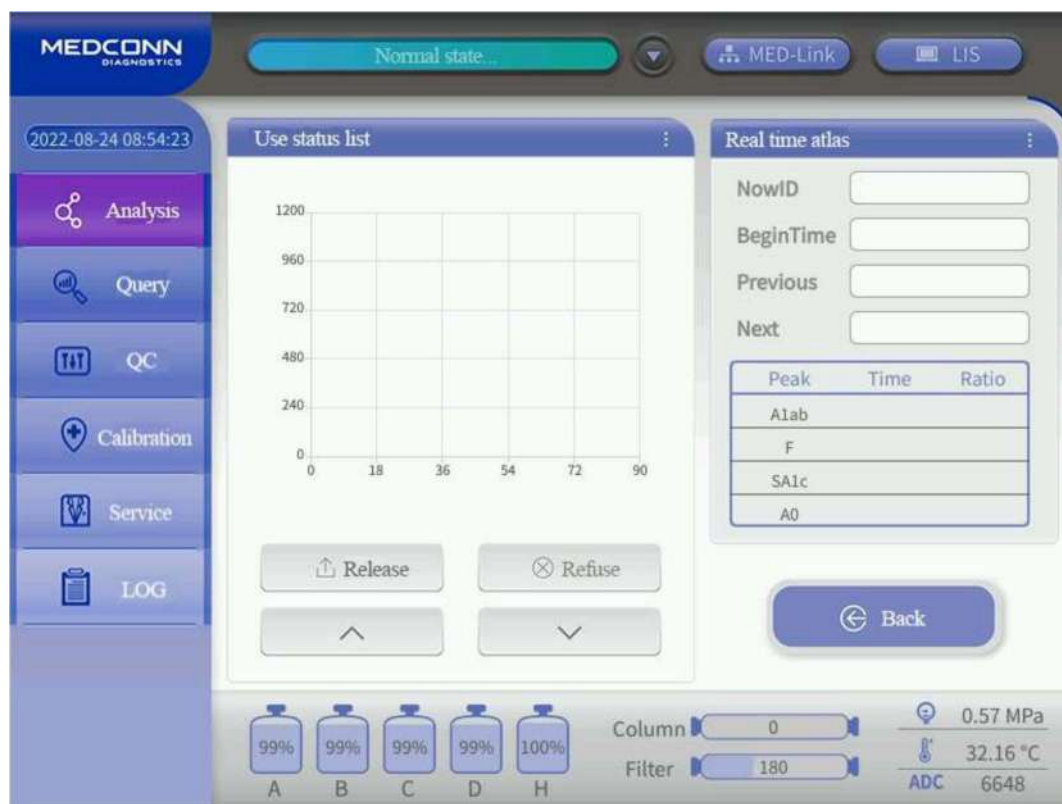 MEDCONN
DIAGNOSTICS
Normal state...
MED-Link
LIS
2022-08-24 08:54:23
Analysis
Query
QC
Calibration
Service
LOG
Use status list
1200
960
720
480
240
0
0 18 36 54 72 90
Release
Refuse
Real time atlas
NowID
BeginTime
Previous
Next
Peak Time Ratio
A1ab
F
SA1c
A0
Back
99% 99% 99% 99% 100%
A B C D H
Column 0
Filter 180
0.57 MPa
32.16 °C
ADC 6648